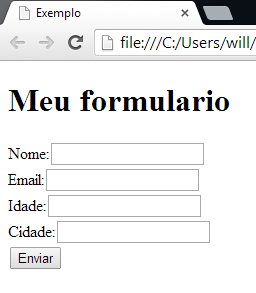 Exemplo
file:///C:/Users/will/
Meu formulario
Nome:
Email:
Idade:
Cidade:
Enviar